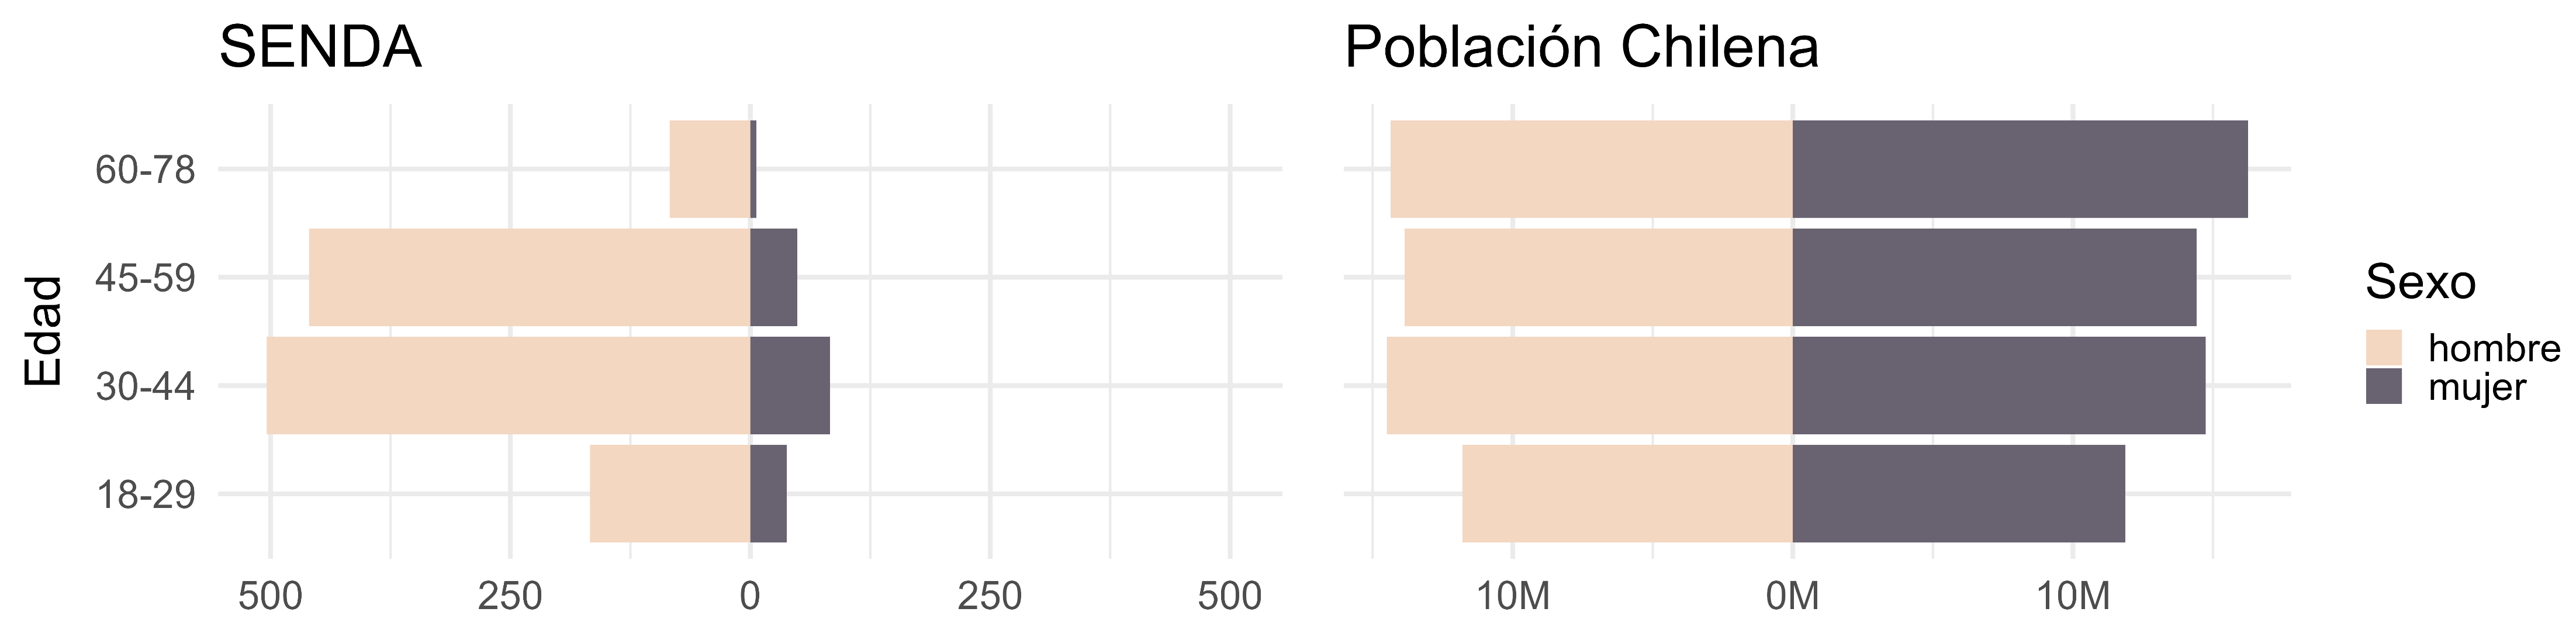 SENDA
Población Chilena
Edad
60-78
45-59
30-44
18-29
500 250 0 250 500
10M 0M 10M
Sexo
hombre
mujer